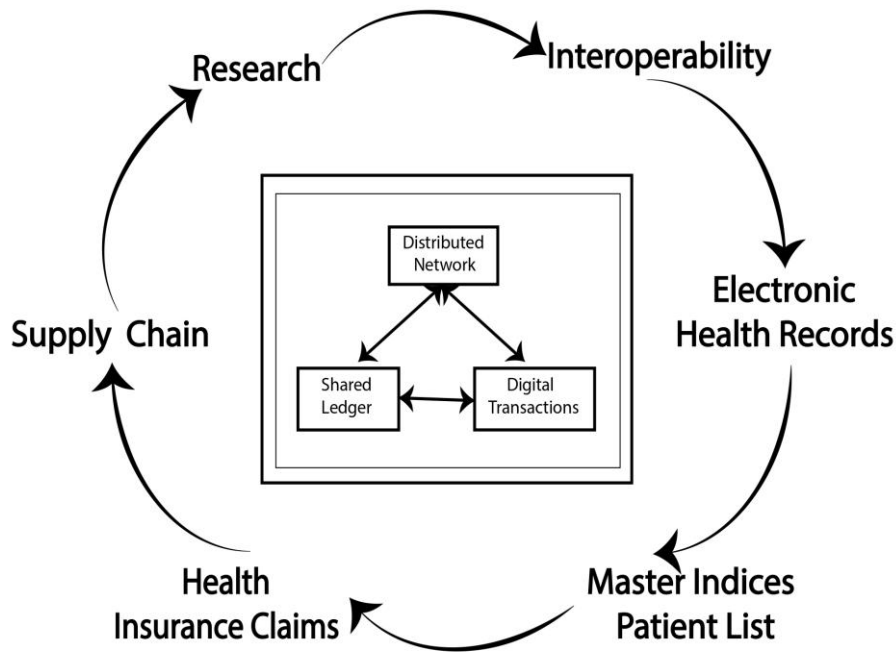 Research
Interoperability
Electronic
Health Records
Master Indices
Patient List
Health
Insurance Claims
Supply Chain
Distributed
Network
Shared
Ledger
Digital
Transactions